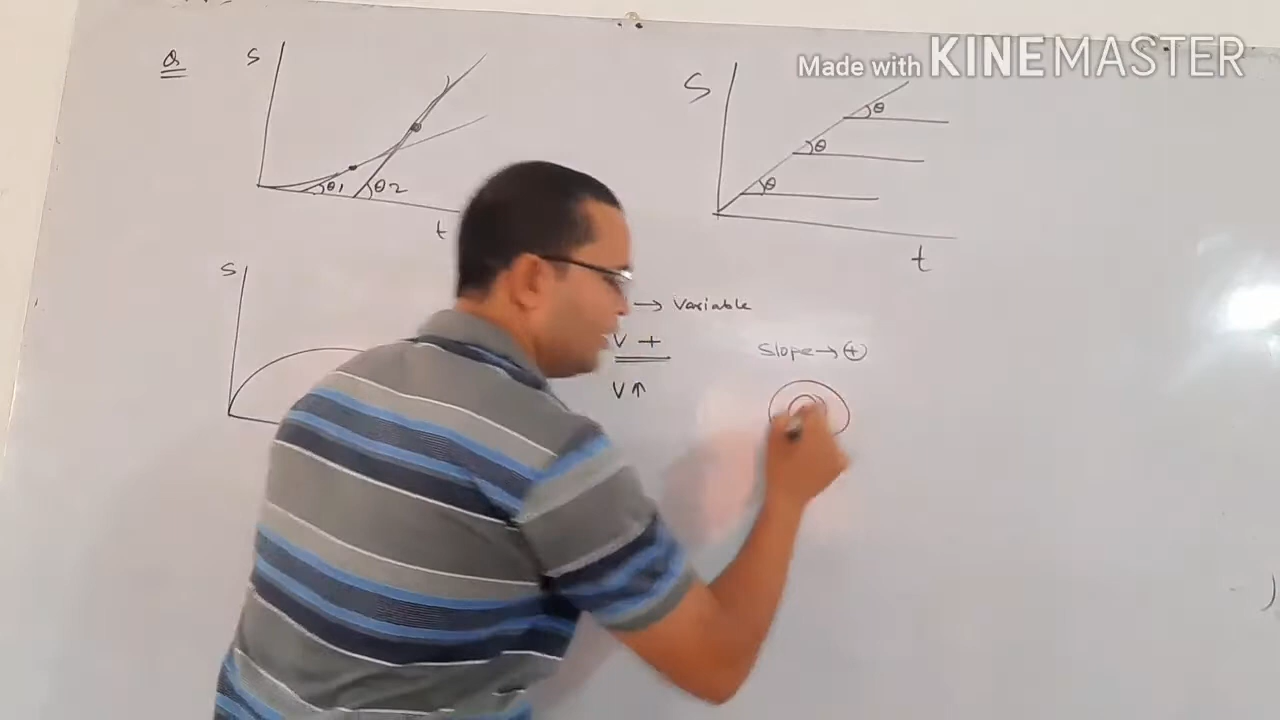 Made with KINEMASTER
Q
S
θ1
θ2
t
S
θ
θ
θ
t
S
→ variable
V +
V↑
Slope → ⊕